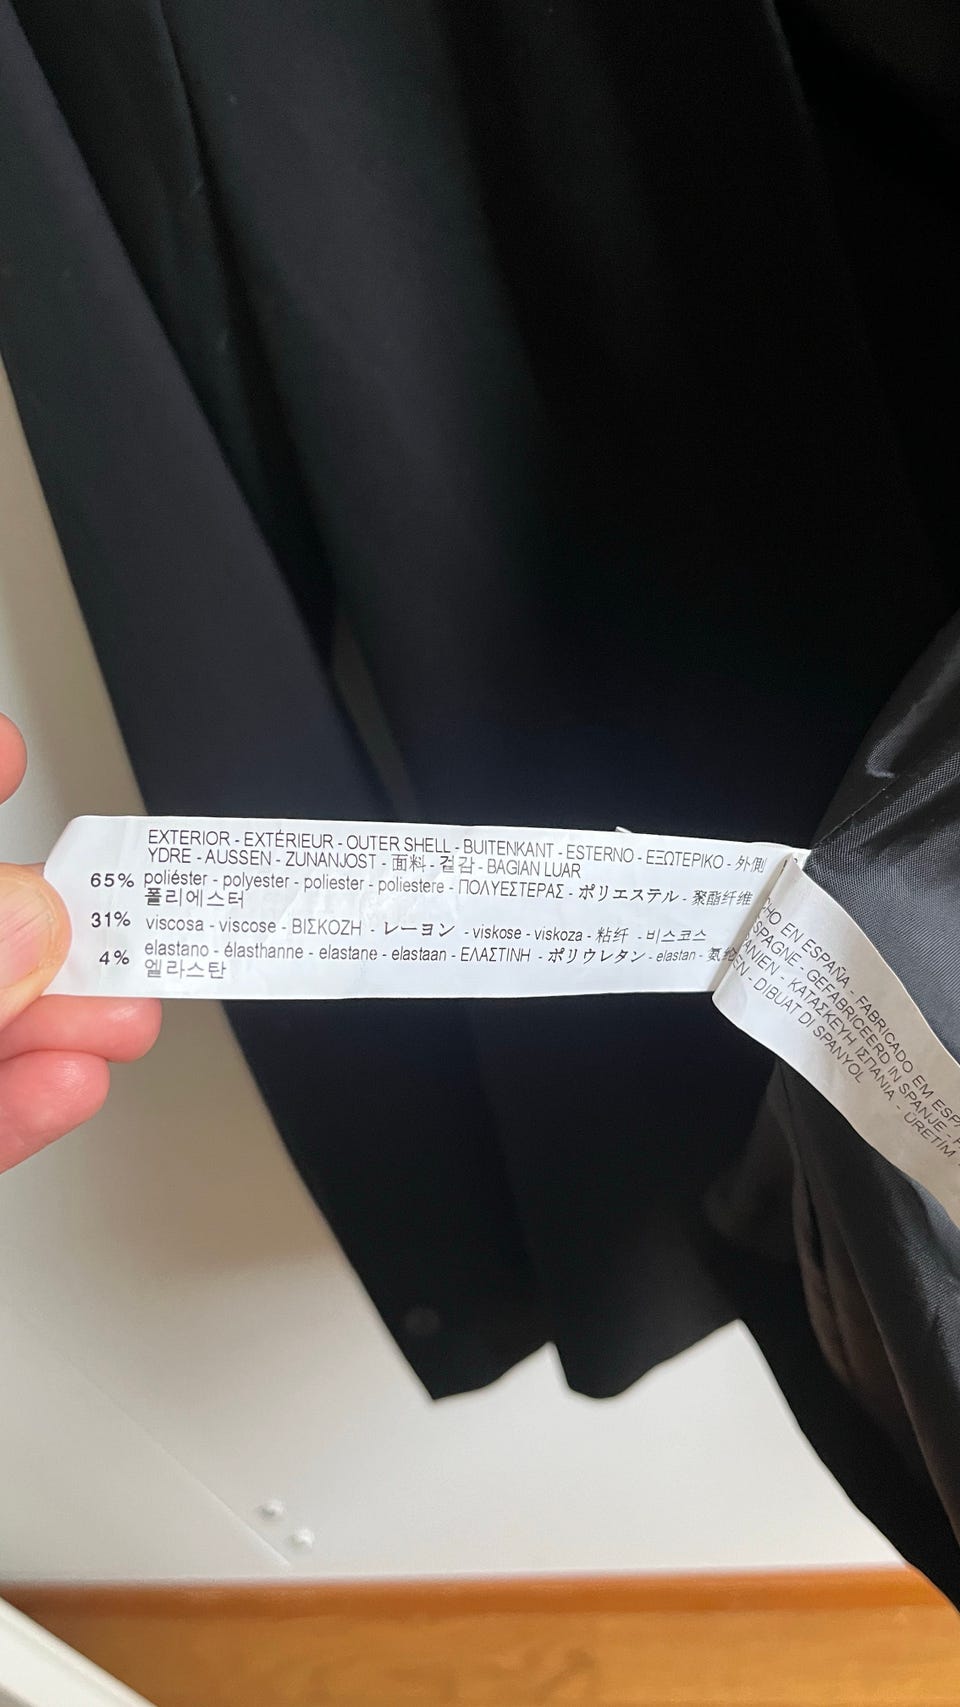 EXTERIOR - EXTÉRIEUR - OUTER SHELL - BUITENKANT - ESTERNO - ΕΞΩΤΕΡΙΚΟ - 外側
YDRE - AUSSEN - ZUNANJOST - 面料 - 겉감 - BAGIAN LUAR
65% poliéster - polyester - poliester - poliestere - ΠΟΛΥΕΣΤΕΡΑΣ - ポリエステル - 聚酯纤维
폴리에스터
31% viscosa - viscose - ΒΙΣΚΟΖΗ - レーヨン - viskose - viskoza - 粘纤 - 비스코스
4% elastano - élasthanne - elastane - elastaan - ΕΛΑΣΤΙΝΗ - ポリウレタン - elastan - 氨纶
엘라스탄
EN ESPAÑA - FABRICADO EM
- GEFABRICEERD IN SPANJE -
- ΚΑΤΑΣΚΕΥΗ ΙΣΠΑΝΙΑ - ÜRETİM
- DIBUAT DI SPANYOL